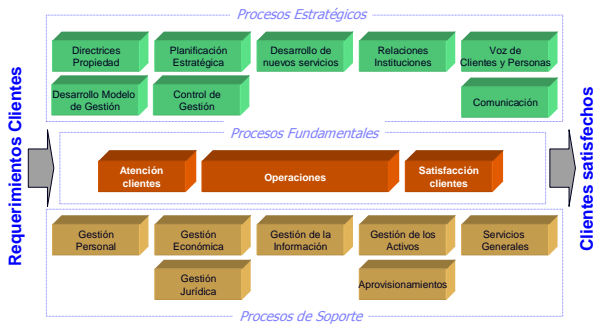 Procesos Estratégicos
Directrices
Propiedad
Planificación
Estratégica
Desarrollo de
nuevos servicios
Relaciones
Instituciones
Voz de
Clientes y Personas
Desarrollo Modelo
de Gestión
Control de
Gestión
Comunicación
Requerimientos Clientes
Procesos Fundamentales
Atención
clientes
Operaciones
Satisfacción
clientes
Clientes satisfechos
Gestión
Personal
Gestión
Económica
Gestión de la
Información
Gestión de los
Activos
Servicios
Generales
Gestión
Jurídica
Aprovisionamientos
Procesos de Soporte